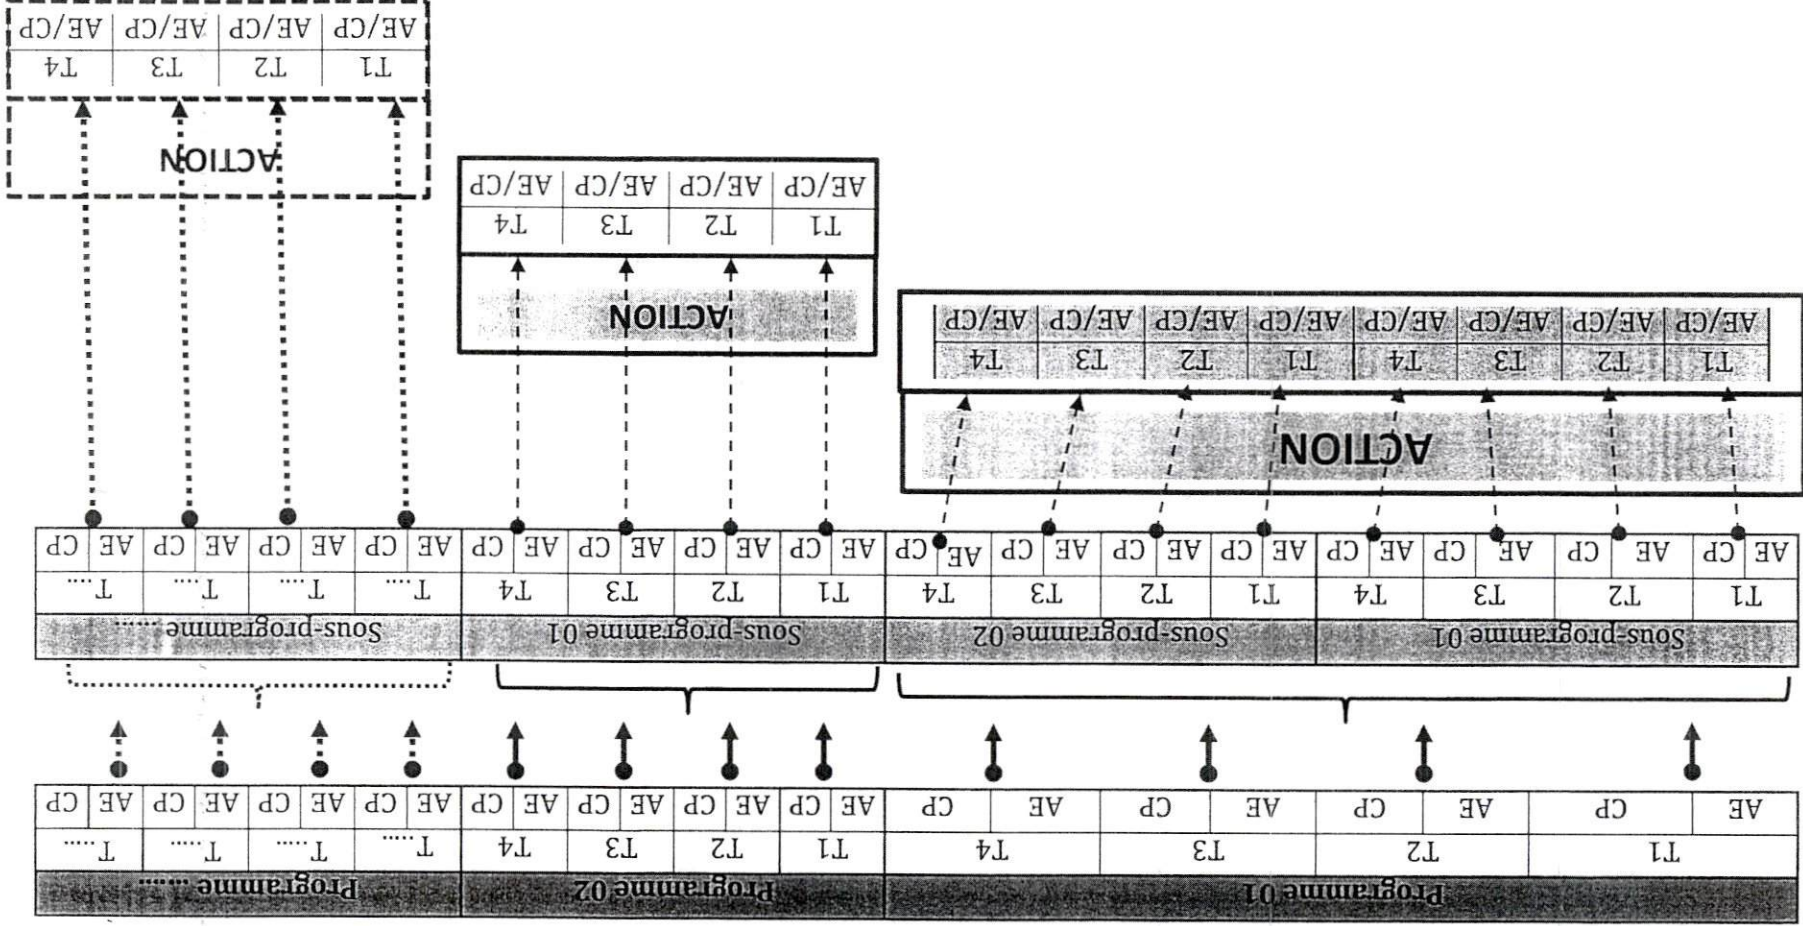 Programme 01 Programme 02 Programme .........
T1 T2 T3 T4 T1 T2 T3 T4 T..... T..... T..... T.....
AE CP AE CP AE CP AE CP AE CP AE CP AE CP AE CP AE CP AE CP AE CP AE CP
Sous-programme 01 Sous-programme 02 Sous-programme 01 Sous-programme ......
T1 T2 T3 T4 T1 T2 T3 T4 T1 T2 T3 T4 T.... T.... T.... T....
AE CP AE CP AE CP AE CP AE CP AE CP AE CP AE CP AE CP AE CP AE CP AE CP AE CP AE CP AE CP AE CP
ACTION
T1 T2 T3 T4 T1 T2 T3 T4
AE/CP AE/CP AE/CP AE/CP AE/CP AE/CP AE/CP AE/CP
ACTION
T1 T2 T3 T4
AE/CP AE/CP AE/CP AE/CP
ACTION
T1 T2 T3 T4
AE/CP AE/CP AE/CP AE/CP